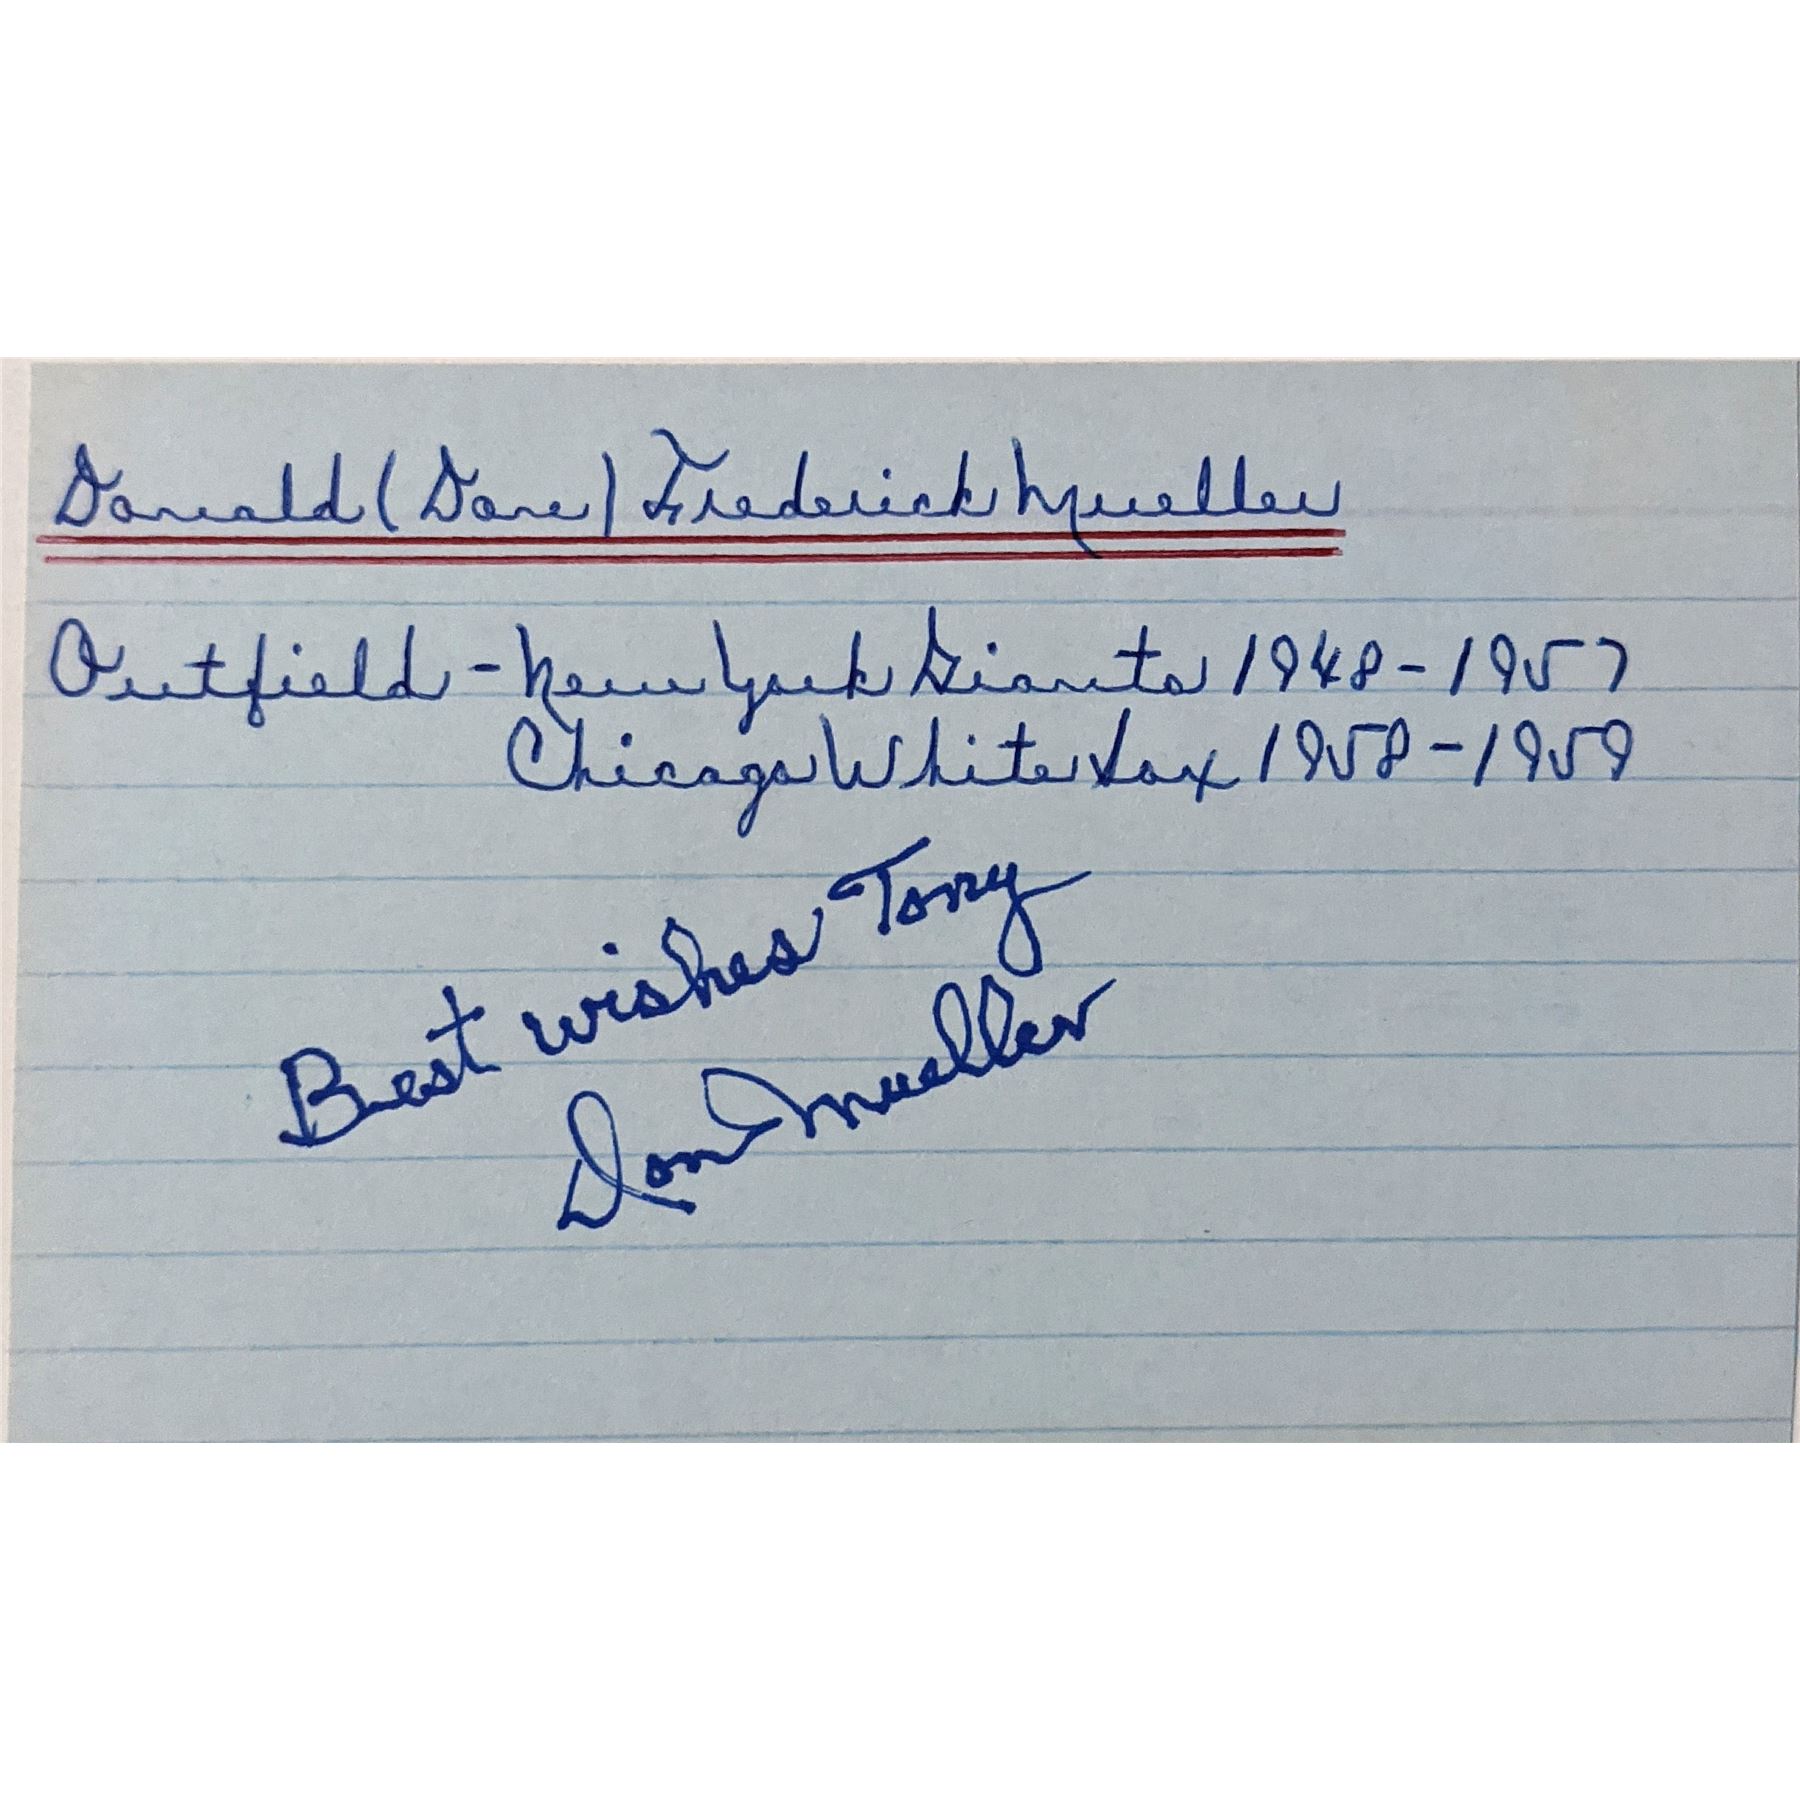 Donald (Don) Frederick Mueller
Outfield - New York Giants 1948-1957
Chicago White Sox 1958-1959
Best wishes Tony
Don Mueller